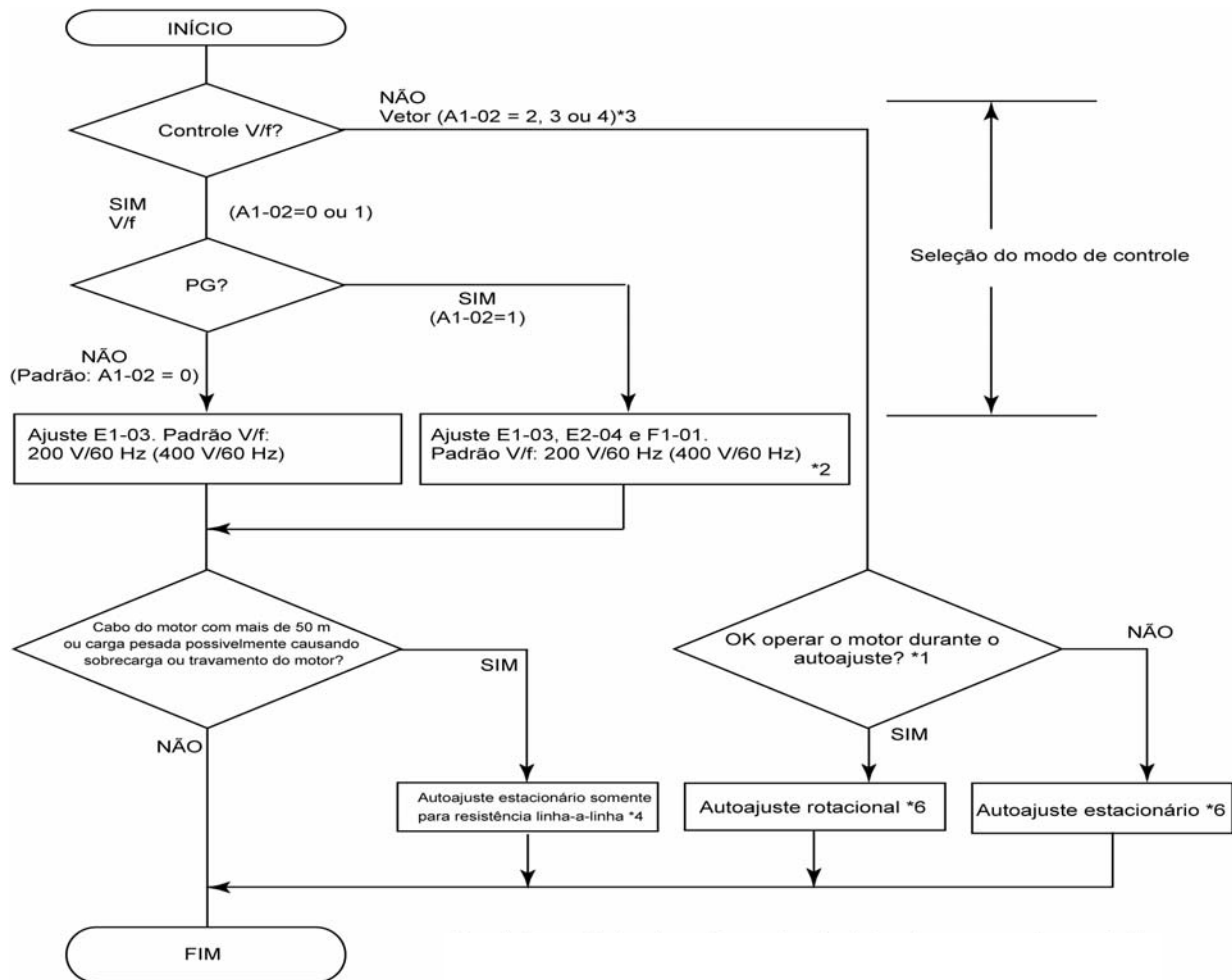 INÍCIO
Controle V/f?
NÃO
Vetor (A1-02 = 2, 3 ou 4)*3
SIM
V/f
(A1-02=0 ou 1)
Seleção do modo de controle
PG?
SIM
(A1-02=1)
NÃO
(Padrão: A1-02 = 0)
Ajuste E1-03. Padrão V/f:
200 V/60 Hz (400 V/60 Hz)
Ajuste E1-03, E2-04 e F1-01.
Padrão V/f: 200 V/60 Hz (400 V/60 Hz)
*2
Cabo do motor com mais de 50 m
ou carga pesada possivelmente causando
sobrecarga ou travamento do motor?
SIM
NÃO
OK operar o motor durante o
autoajuste? *1
NÃO
SIM
Autoajuste estacionário somente
para resistência linha-a-linha *4
Autoajuste rotacional *6
Autoajuste estacionário *6
FIM